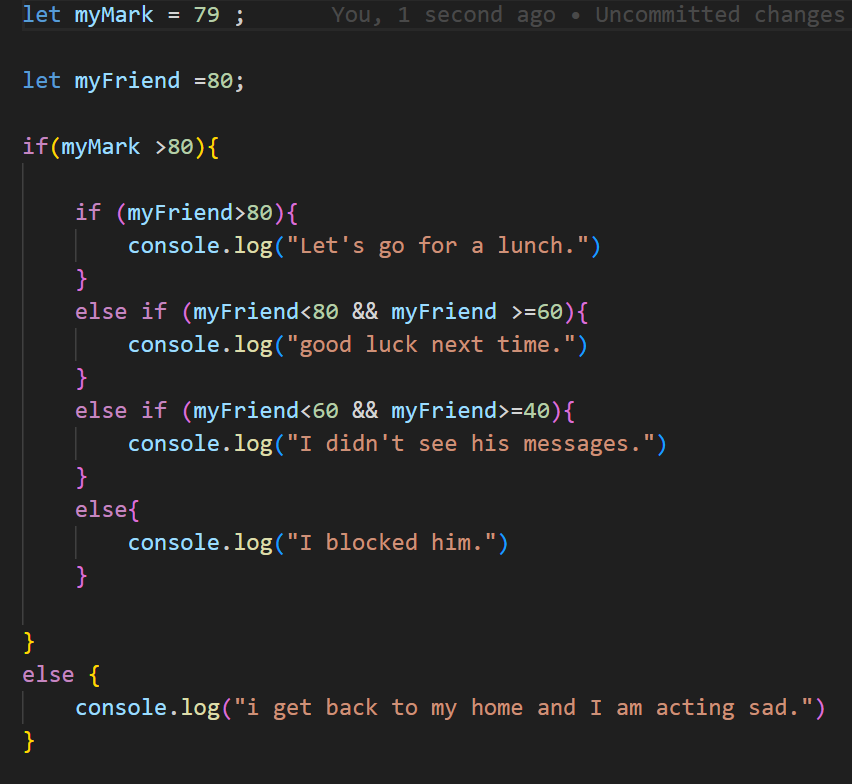 let myMark = 79 ;      You, 1 second ago • Uncommitted changes
let myFriend =80;
if(myMark >80){
    if (myFriend>80){
        console.log("Let's go for a lunch.")
    }
    else if (myFriend<80 && myFriend >=60){
        console.log("good luck next time.")
    }
    else if (myFriend<60 && myFriend>=40){
        console.log("I didn't see his messages.")
    }
    else{
        console.log("I blocked him.")
    }
}
else {
    console.log("i get back to my home and I am acting sad.")
}